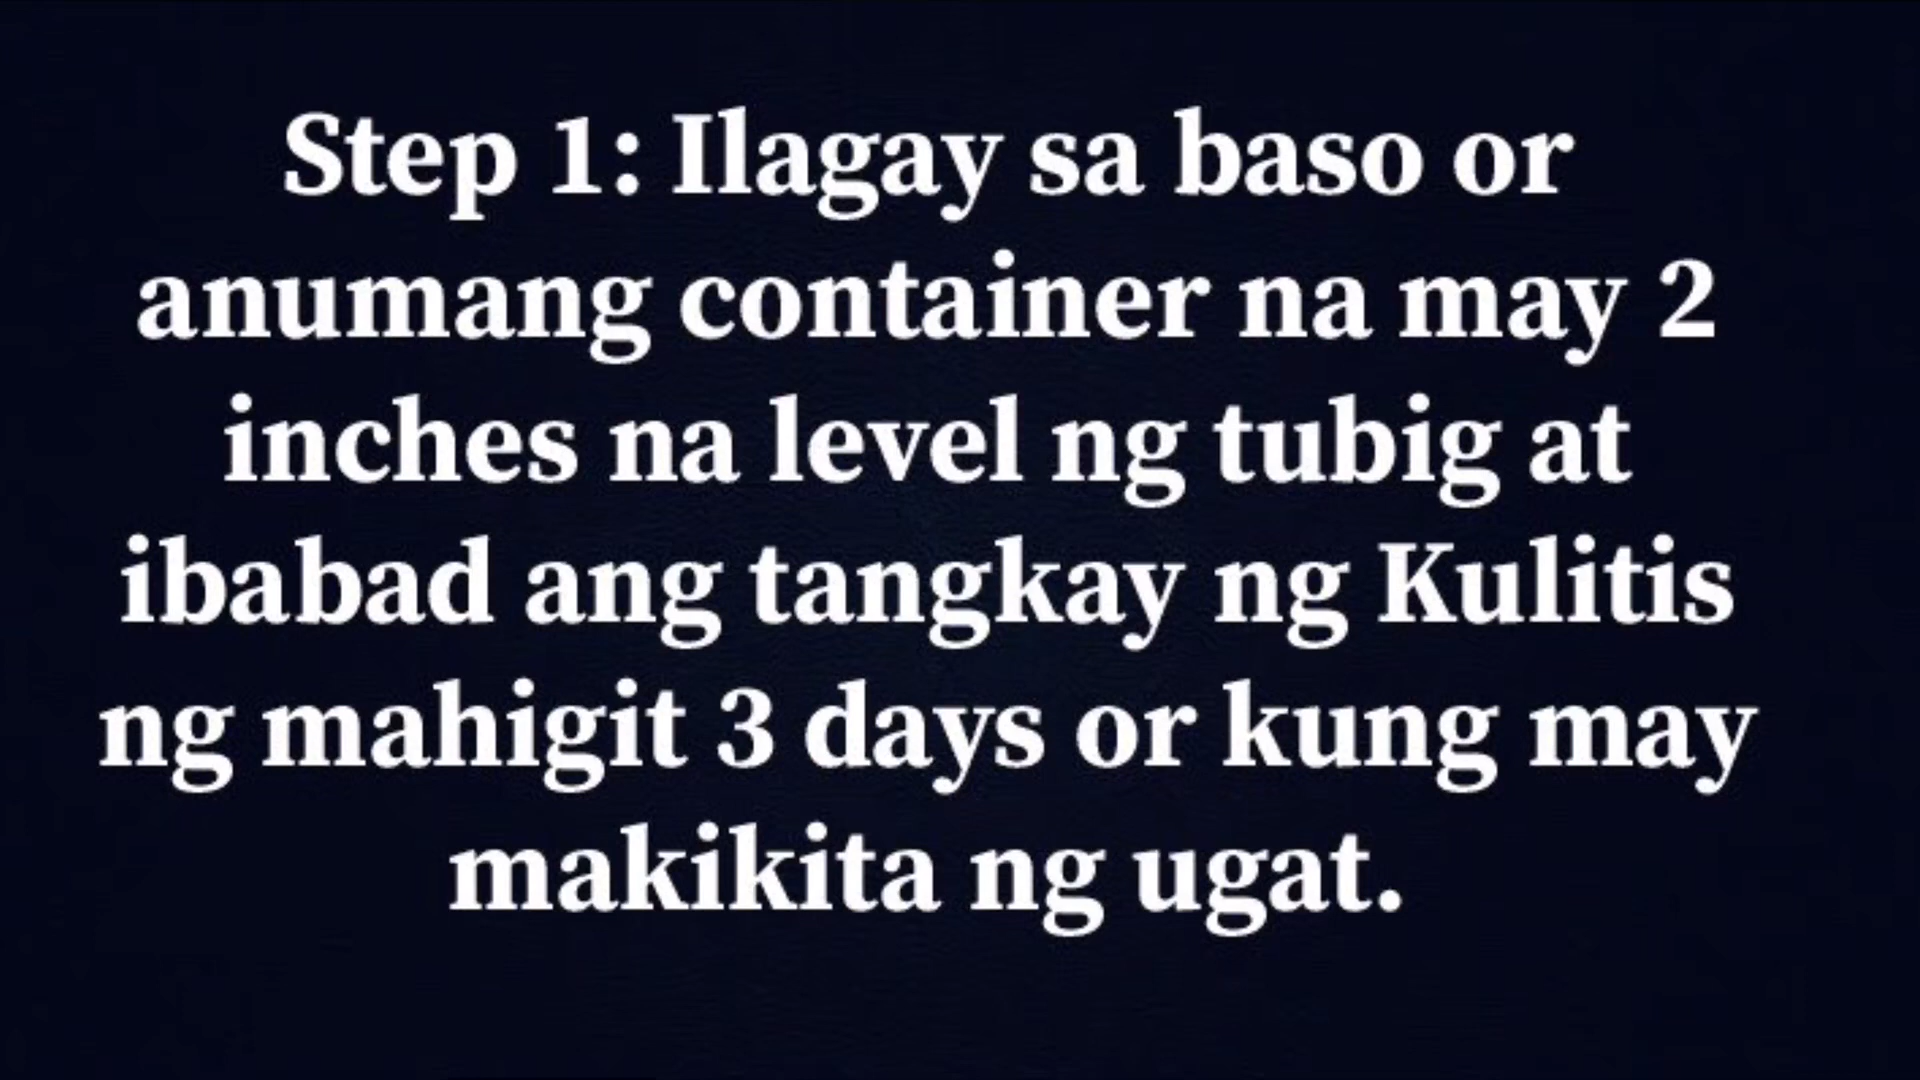 Step 1: Ilagay sa baso or
anumang container na may 2
inches na level ng tubig at
ibabad ang tangkay ng Kulitis
ng mahigit 3 days or kung may
makikita ng ugat.